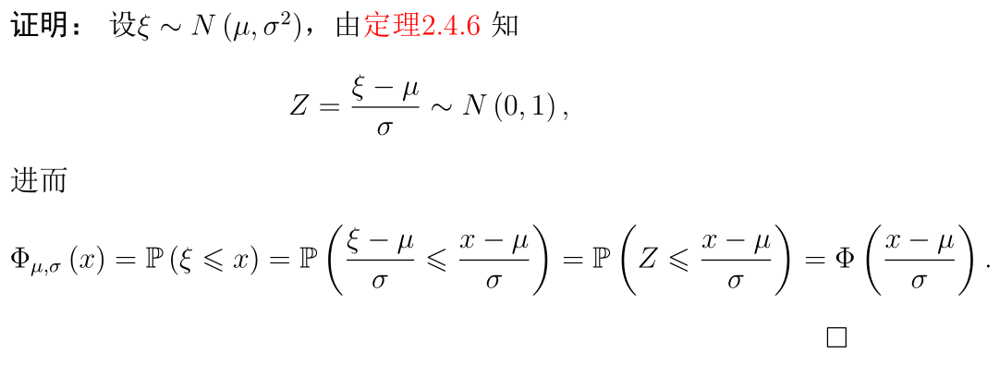 证明： 设$\xi \sim N\left(\mu, \sigma^2\right)$，由定理2.4.6 知
$$Z = \frac{\xi - \mu}{\sigma} \sim N\left(0, 1\right),$$
进而
$$\Phi_{\mu,\sigma}\left(x\right) = \mathbb{P}\left(\xi \leqslant x\right) = \mathbb{P}\left(\frac{\xi - \mu}{\sigma} \leqslant \frac{x - \mu}{\sigma}\right) = \mathbb{P}\left(Z \leqslant \frac{x - \mu}{\sigma}\right) = \Phi\left(\frac{x - \mu}{\sigma}\right).$$
□